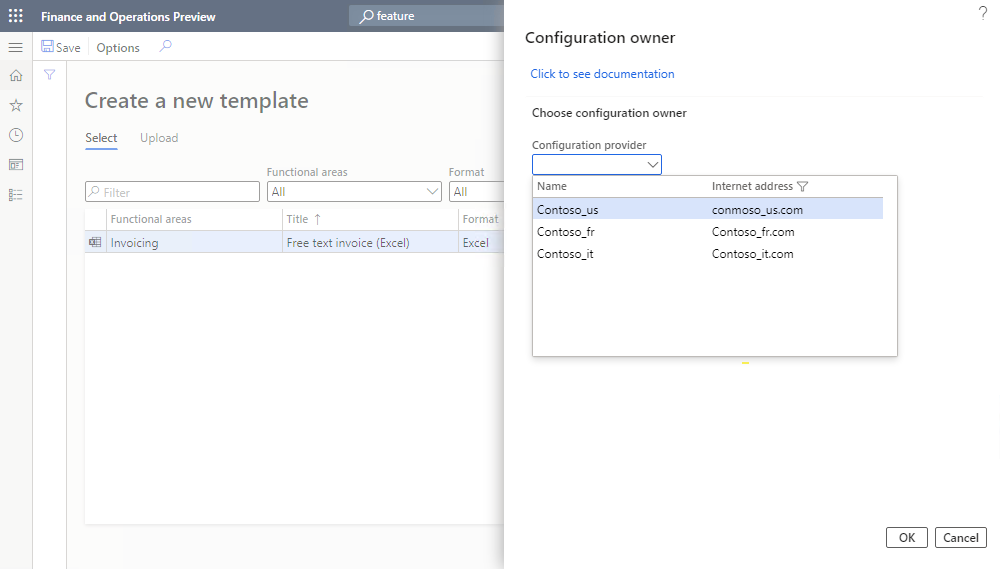 Finance and Operations Preview
feature
Save
Options
Create a new template
Select
Upload
Filter
Functional areas
All
Format
All
Functional areas
Title ↑
Format
Invoicing
Free text invoice (Excel)
Excel
?
Configuration owner
Click to see documentation
Choose configuration owner
Configuration provider
Name
Internet address
Contoso_us
conmoso_us.com
Contoso_fr
Contoso_fr.com
Contoso_it
Contoso_it.com
OK
Cancel